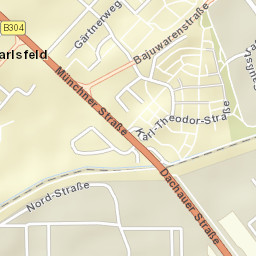 Gärtnerweg
B304
arlsfeld
Bajuwarenstraße
Münchner Straße
Karl-Theodor-Straße
Dachauer Straße
Nord-Straße